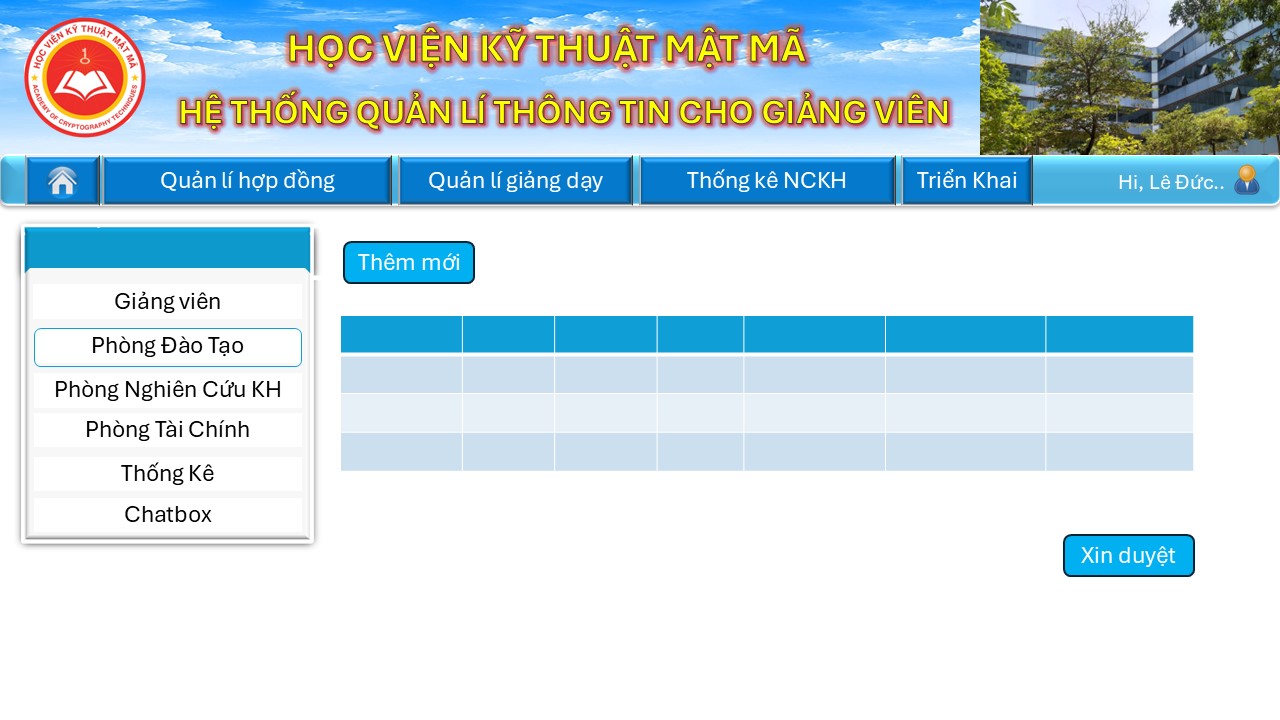 HỌC VIỆN KỸ THUẬT MẬT MÃ
ACADEMY OF CRYPTOGRAPHY TECHNIQUES
HỌC VIỆN KỸ THUẬT MẬT MÃ
HỆ THỐNG QUẢN LÍ THÔNG TIN CHO GIẢNG VIÊN
Quản lí hợp đồng
Quản lí giảng dạy
Thống kê NCKH
Triển Khai
Hi, Lê Đức..
Giảng viên
Phòng Đào Tạo
Phòng Nghiên Cứu KH
Phòng Tài Chính
Thống Kê
Chatbox
Thêm mới
Xin duyệt